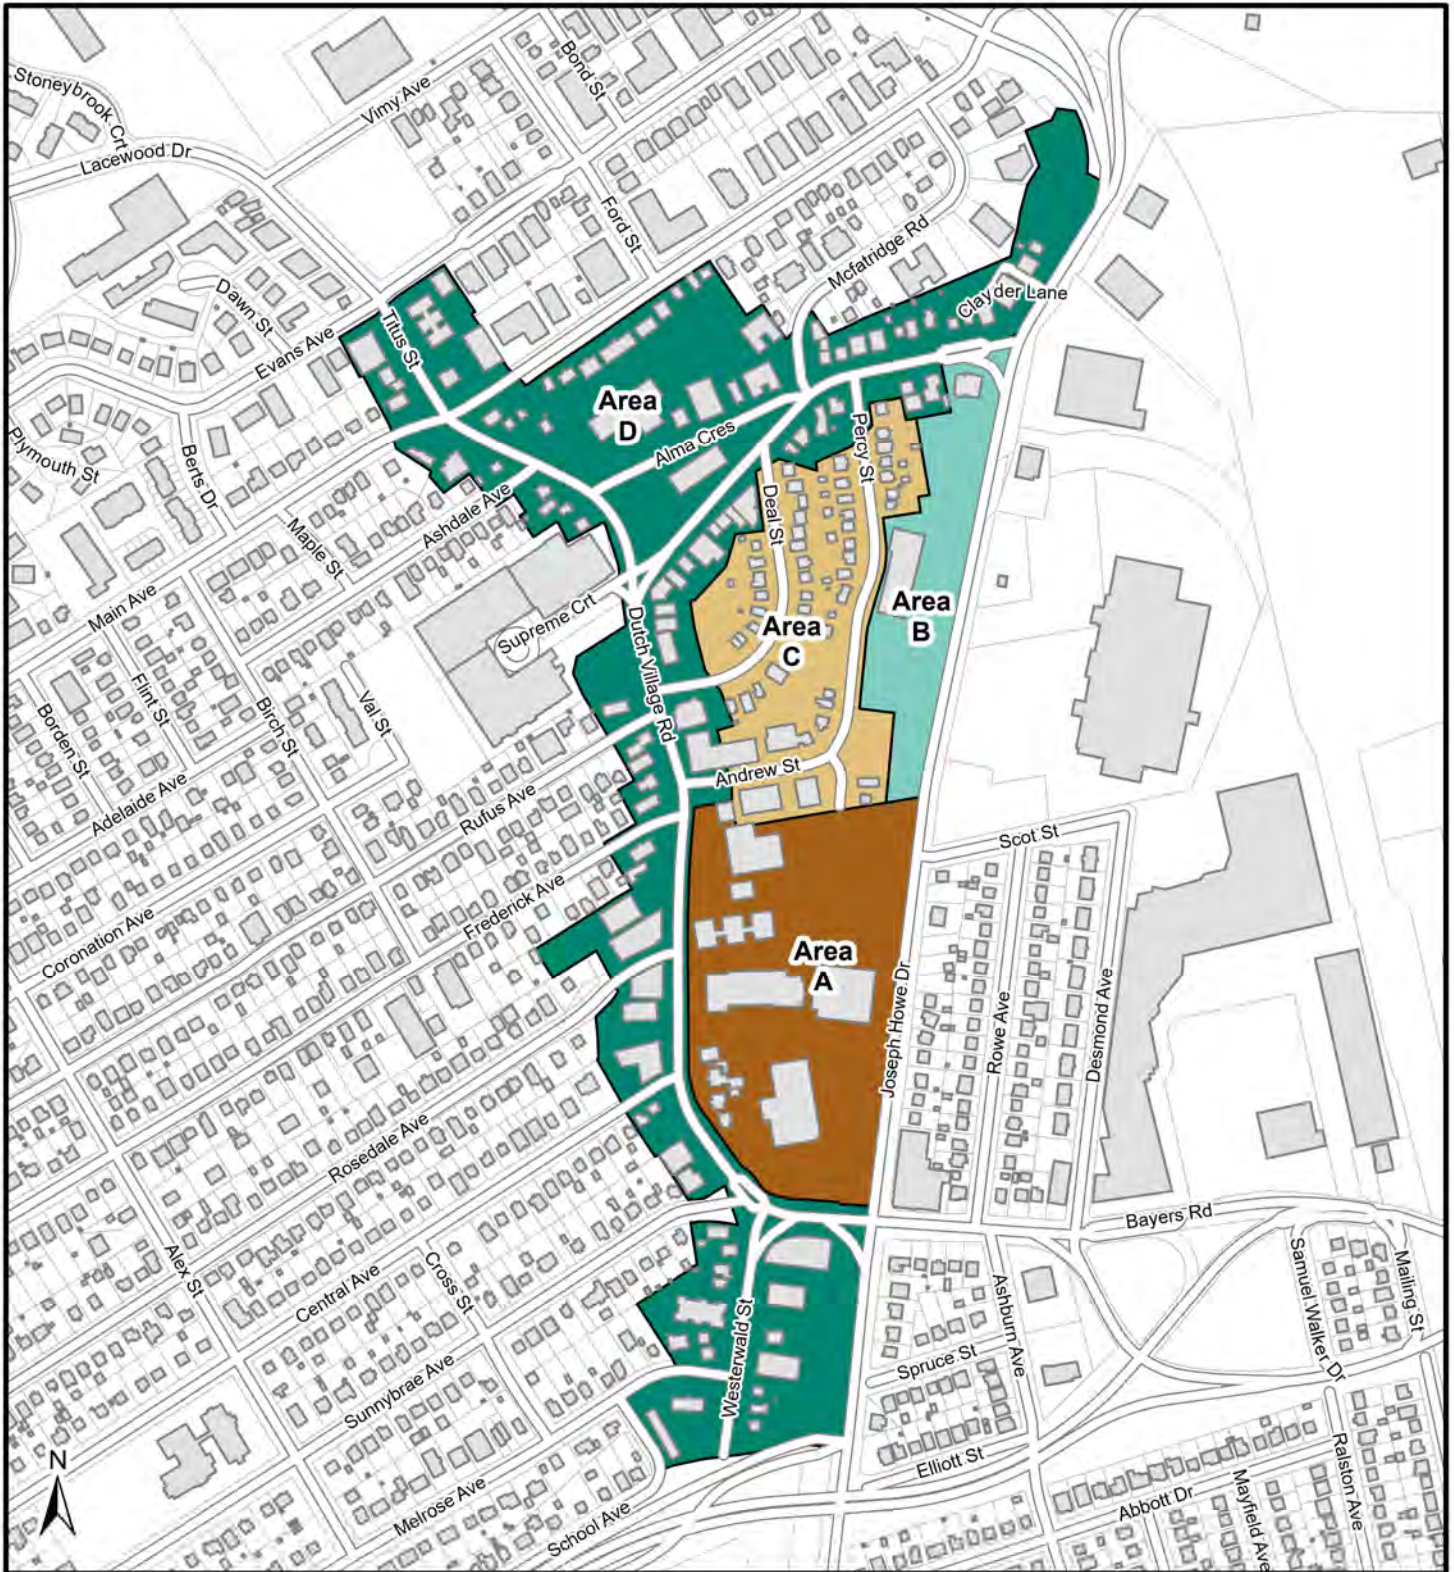 Bond St
Stoneybrook Crt
Vimy Ave
Lacewood Dr
Ford St
Mcfatridge Rd
Dawn St
Clayder Lane
Titus St
Evans Ave
Area
D
Alma Cres
Percy St
Plymouth St
Berts Dr
Deal St
Ashdale Ave
Maple St
Main Ave
Supreme Crt
Area
B
Dutch Village Rd
Area
C
Flint St
Val St
Borden St
Birch St
Andrew St
Adelaide Ave
Rufus Ave
Scot St
Frederick Ave
Coronation Ave
Area
A
Joseph Howe Dr
Rowe Ave
Desmond Ave
Rosedale Ave
Bayers Rd
Alex St
Central Ave
Cross St
Samuel Walker Dr
Mailing St
Ashburn Ave
Westerwald St
Spruce St
Sunnybrae Ave
N
Elliott St
Melrose Ave
Abbott Dr
Mayfield Ave
Ralston Ave
School Ave